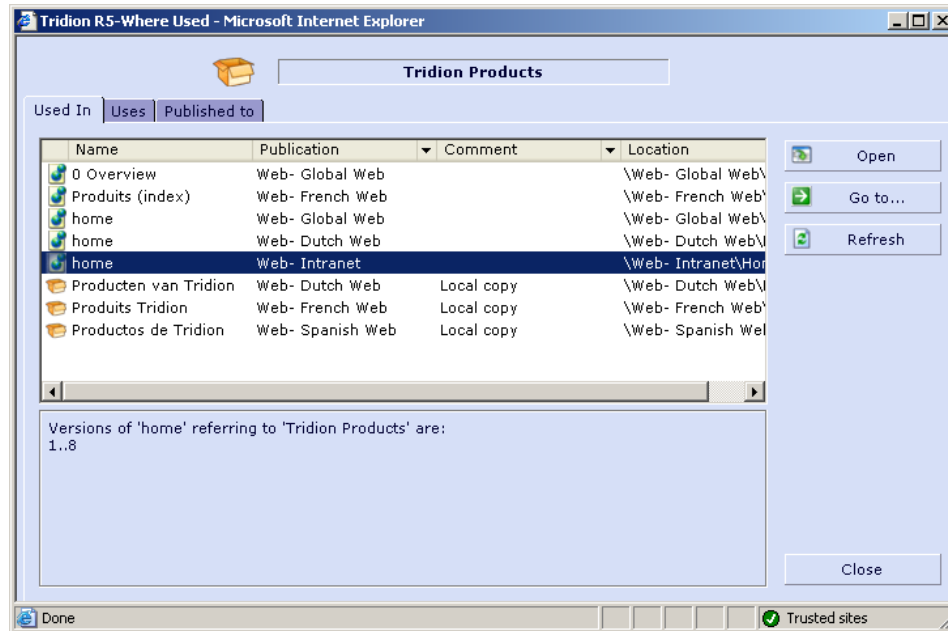 Tridion R5-Where Used - Microsoft Internet Explorer
Tridion Products
Used In Uses Published to
Name Publication Comment Location
0 Overview Web- Global Web \Web- Global Web\
Produits (index) Web- French Web \Web- French Web\
home Web- Global Web \Web- Global Web\
home Web- Dutch Web \Web- Dutch Web\
home Web- Intranet \Web- Intranet\Hor
Producten van Tridion Web- Dutch Web Local copy \Web- Dutch Web\
Produits Tridion Web- French Web Local copy \Web- French Web\
Productos de Tridion Web- Spanish Web Local copy \Web- Spanish Wel
Open
Go to...
Refresh
Versions of 'home' referring to 'Tridion Products' are:
1..8
Close
Done Trusted sites